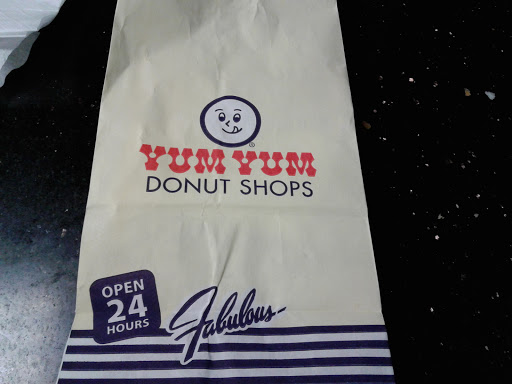 YUM YUM
®
DONUT SHOPS
OPEN
24
HOURS
Fabulous